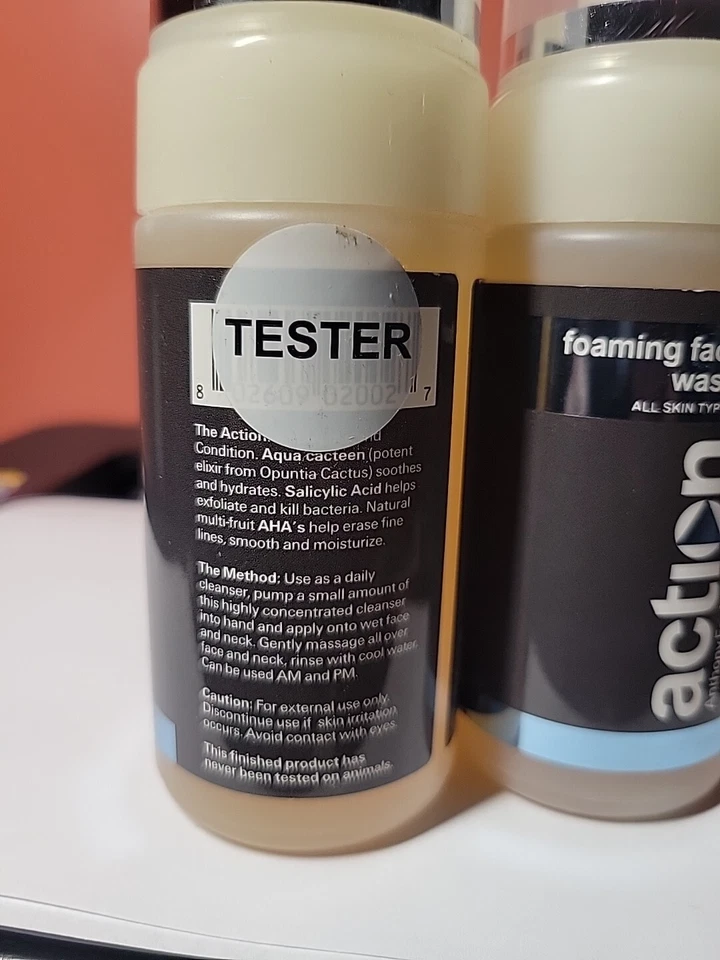 TESTER
8 02609 02002 7
The Action:
Condition. Aqua cacteen (potent
elixir from Opuntia Cactus) soothes
and hydrates. Salicylic Acid helps
exfoliate and kill bacteria. Natural
multi-fruit AHA's help erase fine
lines, smooth and moisturize.
The Method: Use as a daily
cleanser, pump a small amount of
this highly concentrated cleanser
into hand and apply onto wet face
and neck. Gently massage all over
face and neck, rinse with cool water.
Can be used AM and PM.
Caution: For external use only.
Discontinue use if skin irritation
occurs. Avoid contact with eyes.
This finished product has
never been tested on animals.
foaming fac
was
ALL SKIN TYP
action
Anthony